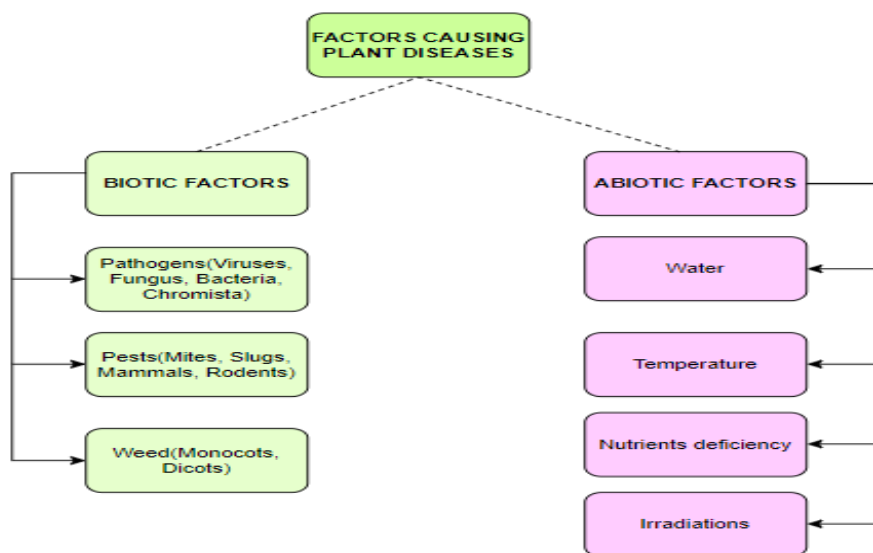 FACTORS CAUSING
PLANT DISEASES
BIOTIC FACTORS
Pathogens(Viruses,
Fungus, Bacteria,
Chromista)
Pests(Mites, Slugs,
Mammals, Rodents)
Weed(Monocots,
Dicots)
ABIOTIC FACTORS
Water
Temperature
Nutrients deficiency
Irradiations